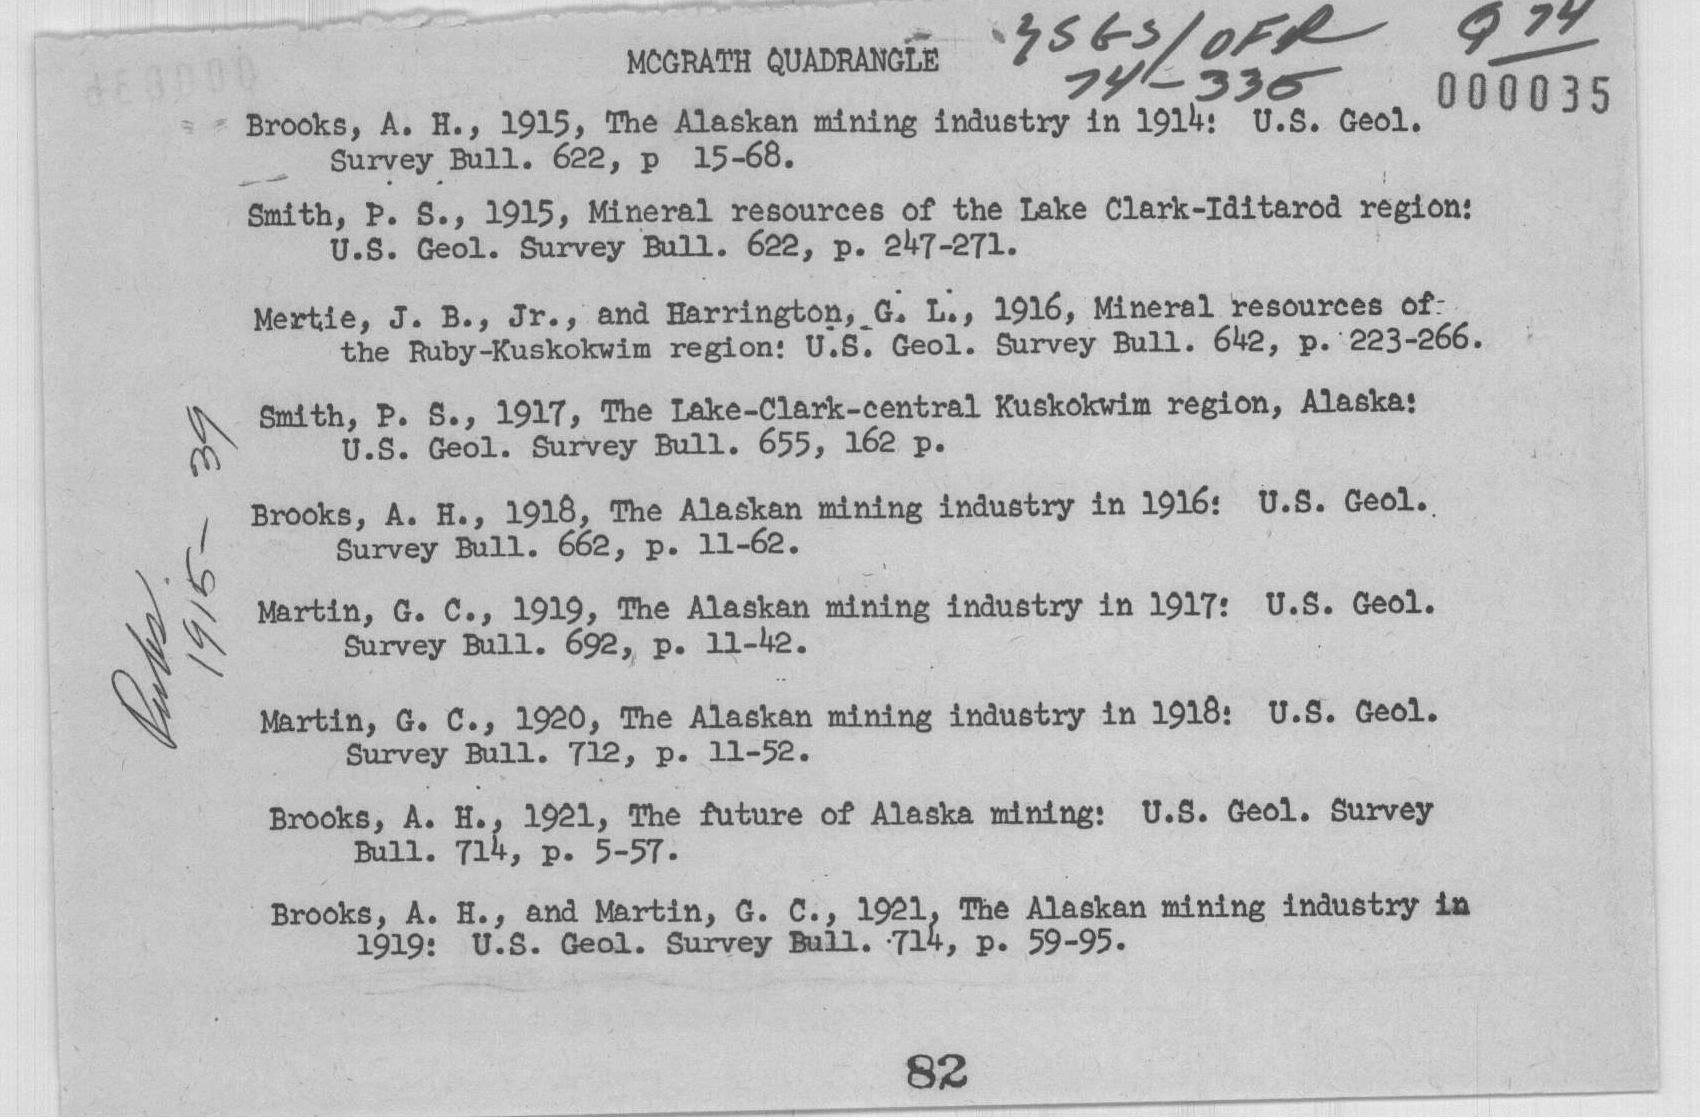 MCGRATH QUADRANGLE
USGS/OFR
74-335
Q 74
000035
Brooks, A. H., 1915, The Alaskan mining industry in 1914:  U.S. Geol.
Survey Bull. 622, p 15-68.
Smith, P. S., 1915, Mineral resources of the Lake Clark-Iditarod region:
U.S. Geol. Survey Bull. 622, p. 247-271.
Mertie, J. B., Jr., and Harrington, G. L., 1916, Mineral resources of
the Ruby-Kuskokwim region: U.S. Geol. Survey Bull. 642, p. 223-266.
Smith, P. S., 1917, The Lake-Clark-central Kuskokwim region, Alaska:
U.S. Geol. Survey Bull. 655, 162 p.
Brooks, A. H., 1918, The Alaskan mining industry in 1916:  U.S. Geol.
Survey Bull. 662, p. 11-62.
Martin, G. C., 1919, The Alaskan mining industry in 1917:  U.S. Geol.
Survey Bull. 692, p. 11-42.
Martin, G. C., 1920, The Alaskan mining industry in 1918:  U.S. Geol.
Survey Bull. 712, p. 11-52.
Brooks, A. H., 1921, The future of Alaska mining:  U.S. Geol. Survey
Bull. 714, p. 5-57.
Brooks, A. H., and Martin, G. C., 1921, The Alaskan mining industry in
1919:  U.S. Geol. Survey Bull. 714, p. 59-95.
1915-39
82